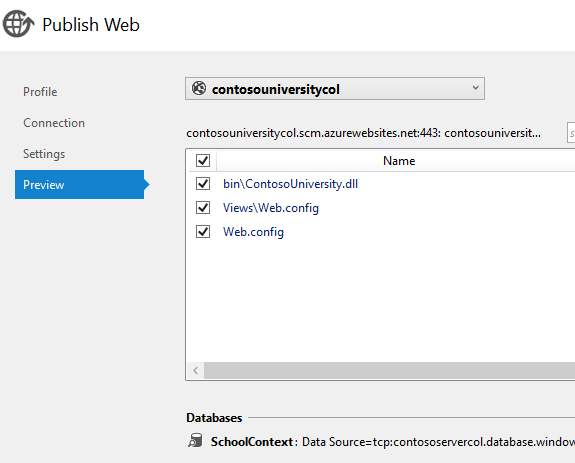 Publish Web
Profile
Connection
Settings
Preview
contosouniversitycol
contosouniversitycol.scm.azurewebsites.net:443: contosouniversit...
Name
bin\ContosoUniversity.dll
Views\Web.config
Web.config
Databases
SchoolContext: Data Source=tcp:contososervercol.database.window